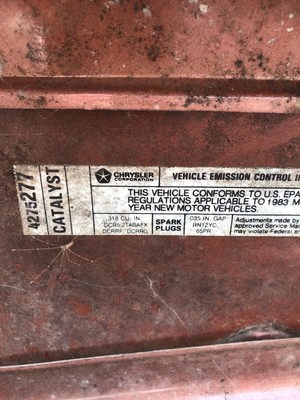 4275277
CATALYST
CHRYSLER
CORPORATION
VEHICLE EMISSION CONTROL
THIS VEHICLE CONFORMS TO U.S. EPA
REGULATIONS APPLICABLE TO 1983
YEAR NEW MOTOR VEHICLES.
318 CU. IN.
SPARK
PLUGS
.035 IN. GAP
RN12YC
65PR
Adjustments made by
approved Service Ma
may violate Federal